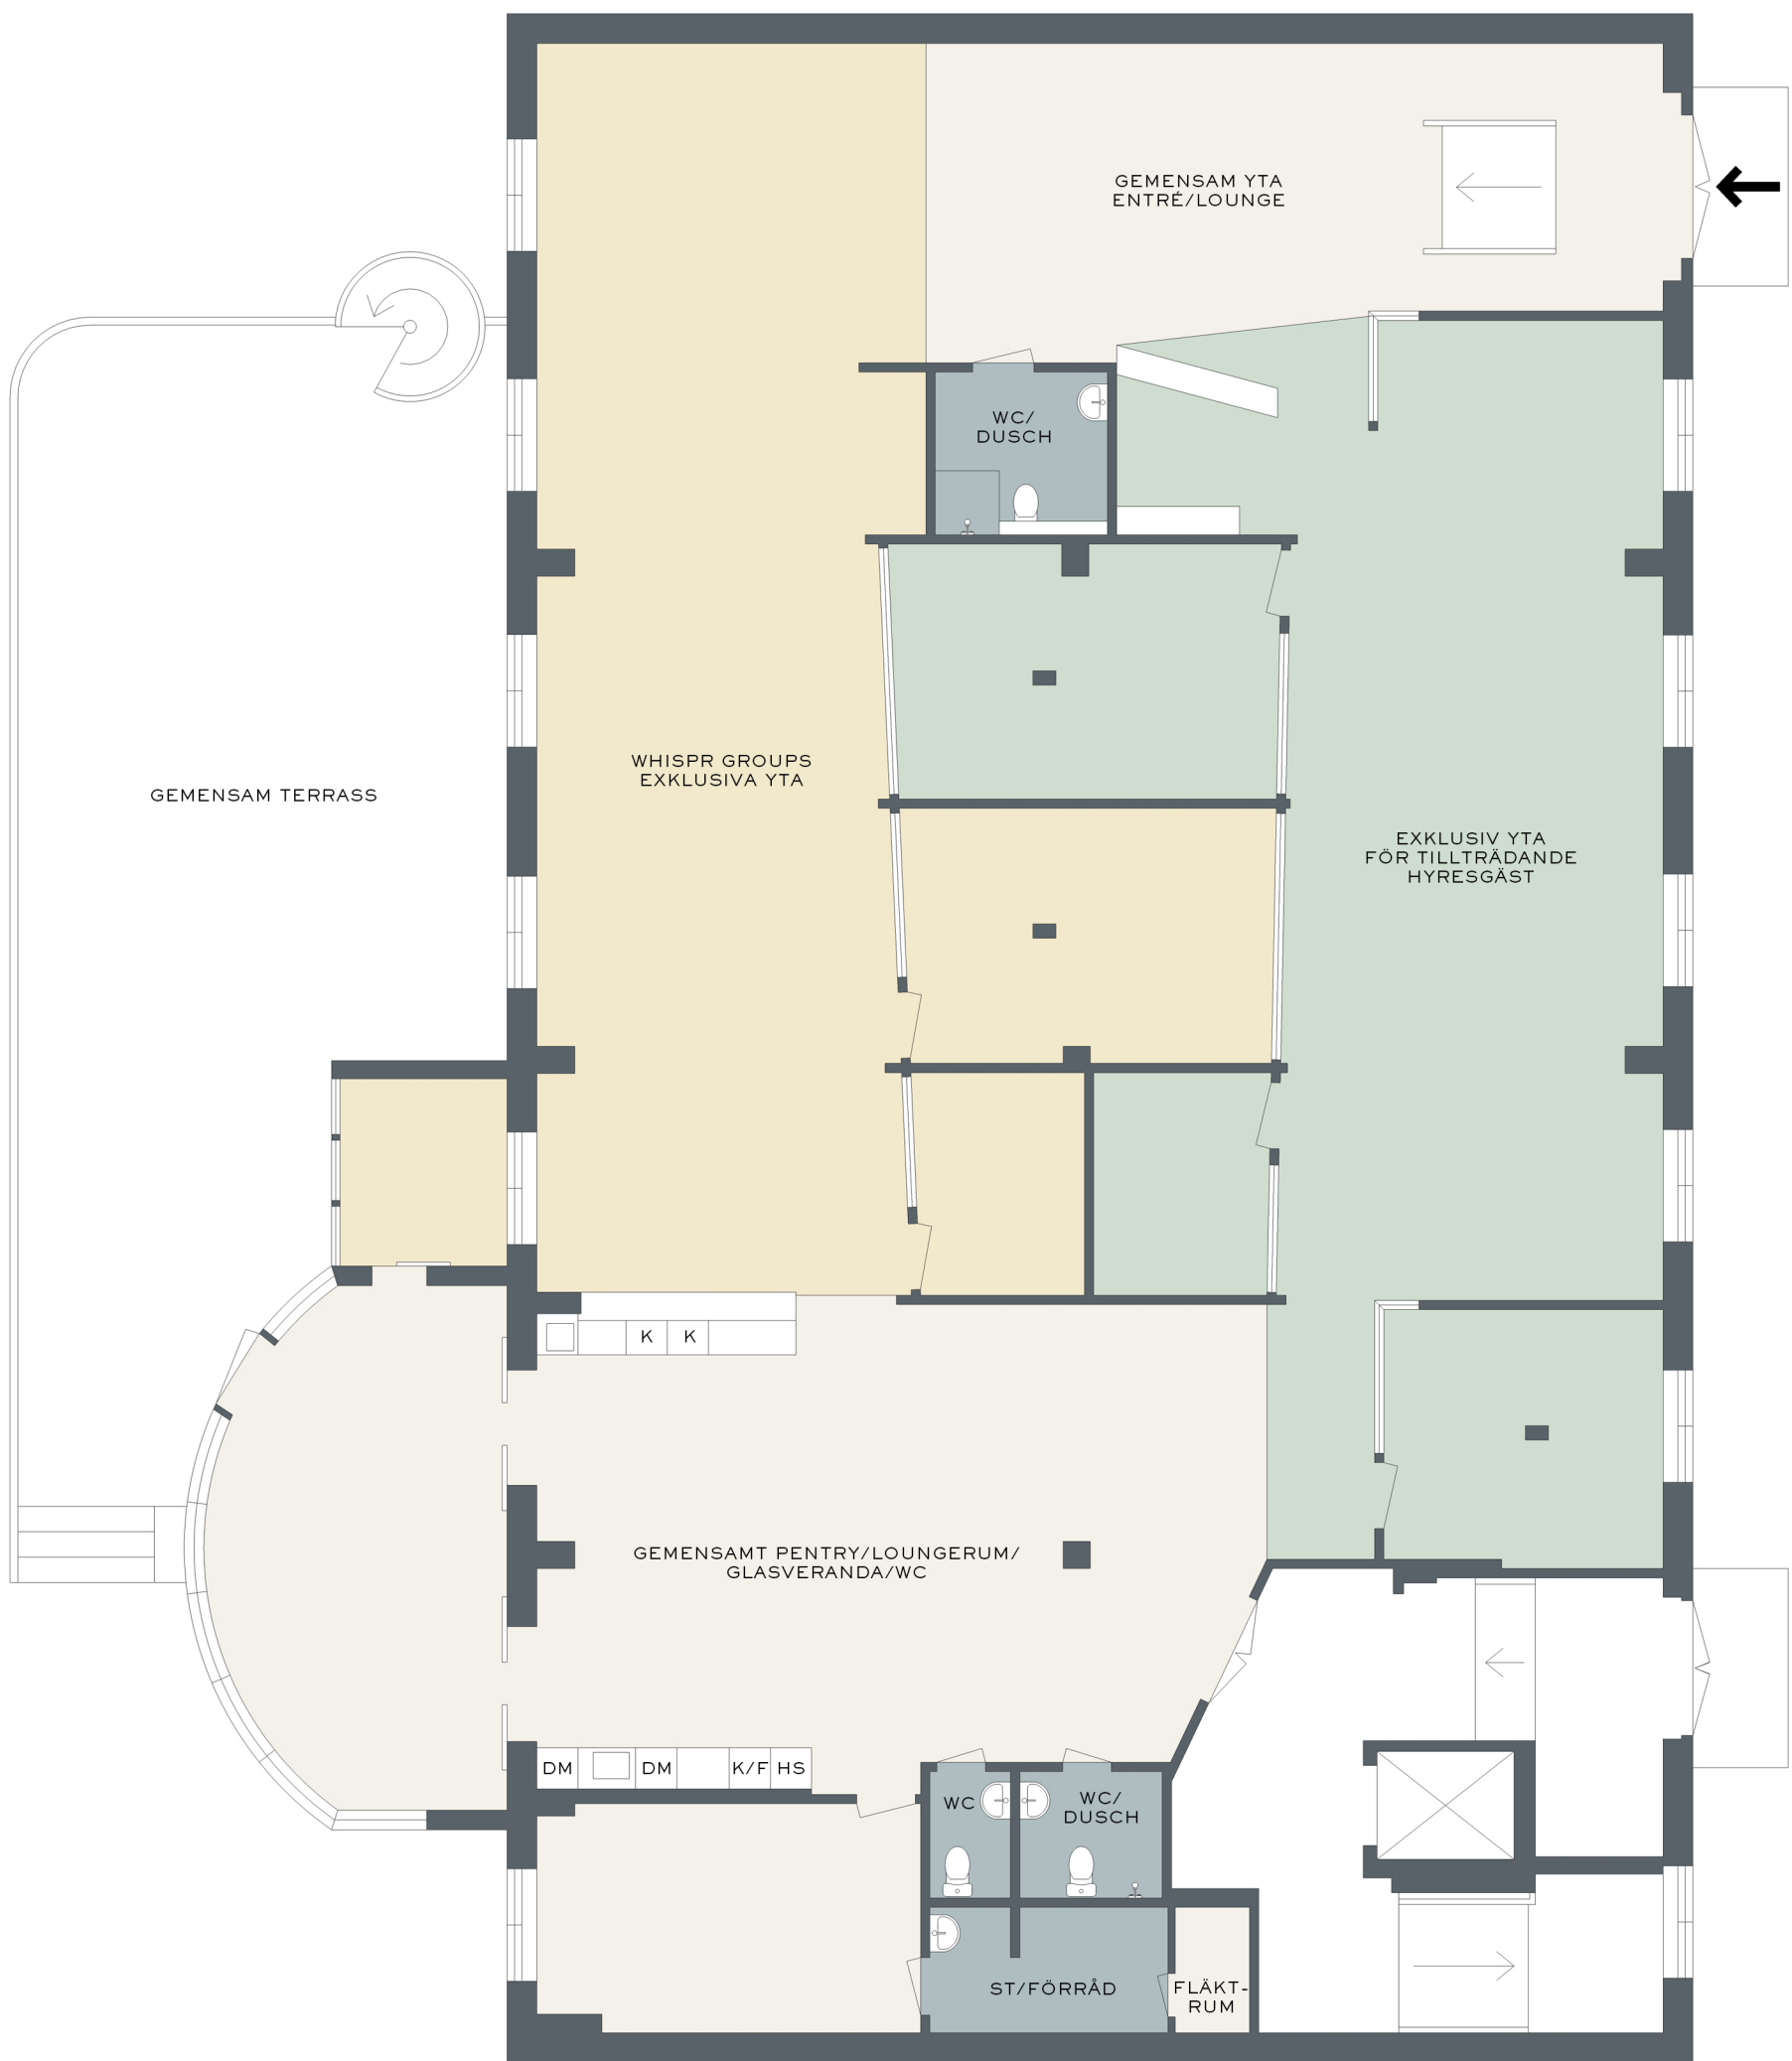 GEMENSAM YTA
ENTRÉ/LOUNGE
WC/
DUSCH
WHISPR GROUPS
EXKLUSIVA YTA
GEMENSAM TERRASS
EXKLUSIV YTA
FÖR TILLTRÄDANDE
HYRESGÄST
K K
GEMENSAMT PENTRY/LOUNGERUM/
GLASVERANDA/WC
DM DM K/F HS
WC
WC/
DUSCH
ST/FÖRRÅD
FLÄKT-
RUM